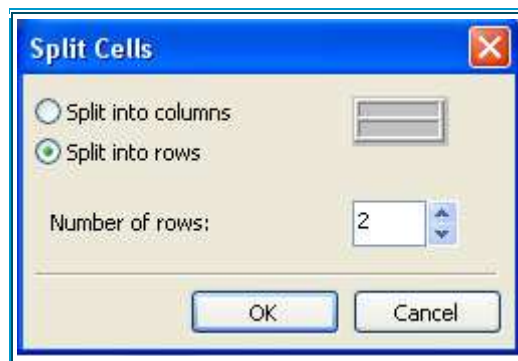 Split Cells
Split into columns
Split into rows
Number of rows:
2
OK
Cancel